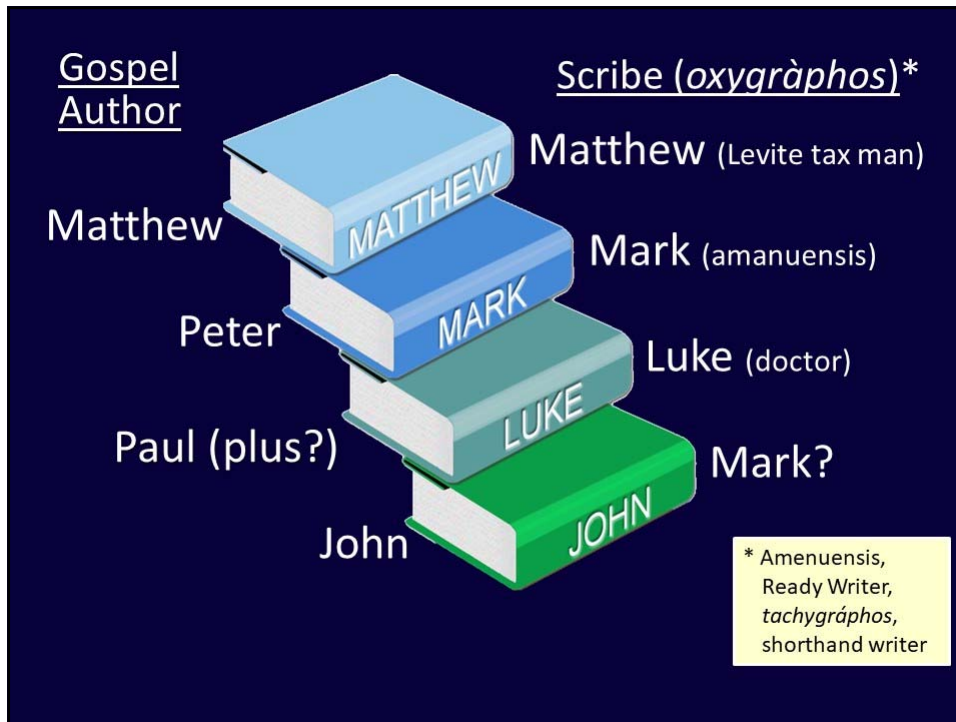 Gospel
Author
Scribe (oxygràphos)*
Matthew (Levite tax man)
MATTHEW
Matthew
Mark (amanuensis)
MARK
Peter
Luke (doctor)
LUKE
Paul (plus?)
Mark?
JOHN
John
* Amenuensis,
Ready Writer,
tachygráphos,
shorthand writer